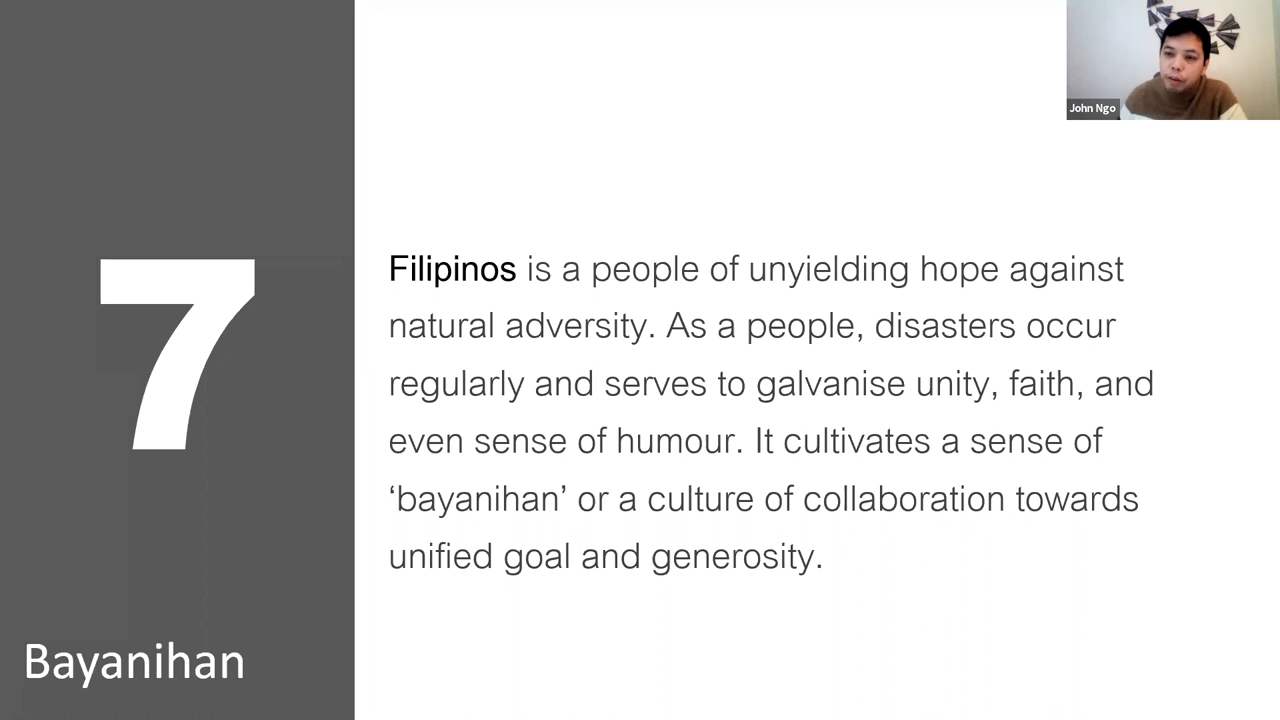 John Ngo
7
Filipinos is a people of unyielding hope against
natural adversity. As a people, disasters occur
regularly and serves to galvanise unity, faith, and
even sense of humour. It cultivates a sense of
‘bayanihan’ or a culture of collaboration towards
unified goal and generosity.
Bayanihan